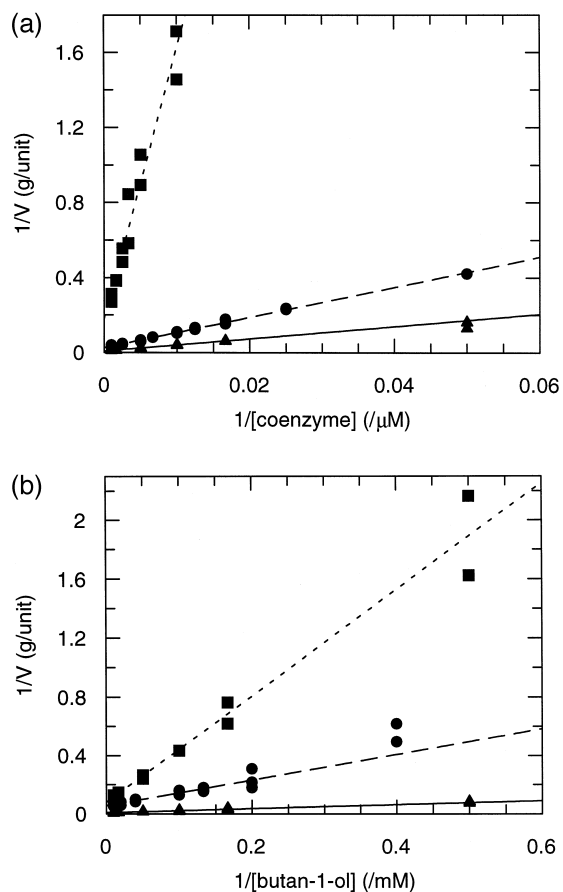 (a)
1.6
1.2
0.8
0.4
0
1/V (g/unit)
0 0.02 0.04 0.06
1/[coenzyme] (/μM)
(b)
2
1.6
1.2
0.8
0.4
0
1/V (g/unit)
0 0.2 0.4 0.6
1/[butan-1-ol] (/mM)